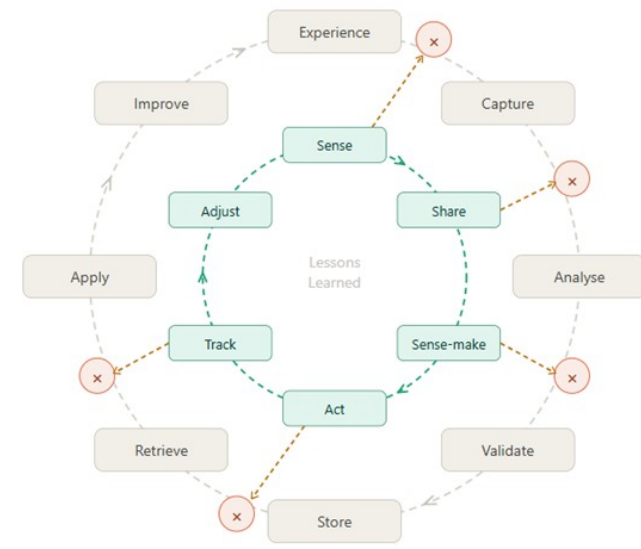 Experience
×
Improve
Capture
Sense
×
Adjust
Share
Lessons
Learned
Apply
Analyse
Track
Sense-make
×
×
Act
Retrieve
Validate
×
Store